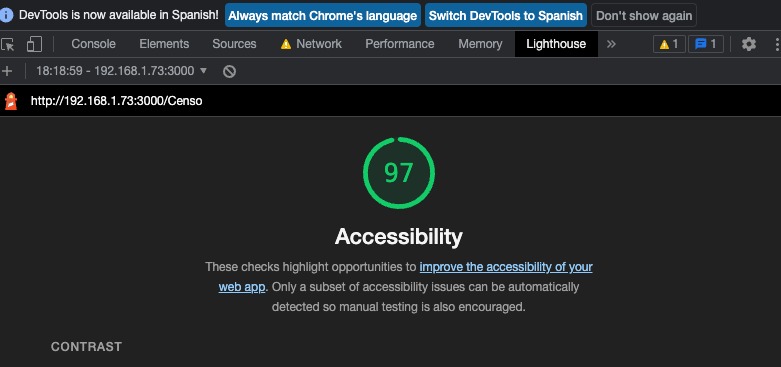 DevTools is now available in Spanish! Always match Chrome's language Switch DevTools to Spanish Don't show again
Console Elements Sources Network Performance Memory Lighthouse » 1 1
+ 18:18:59 - 192.168.1.73:3000
http://192.168.1.73:3000/Censo
97
Accessibility
These checks highlight opportunities to improve the accessibility of your
web app. Only a subset of accessibility issues can be automatically
detected so manual testing is also encouraged.
CONTRAST